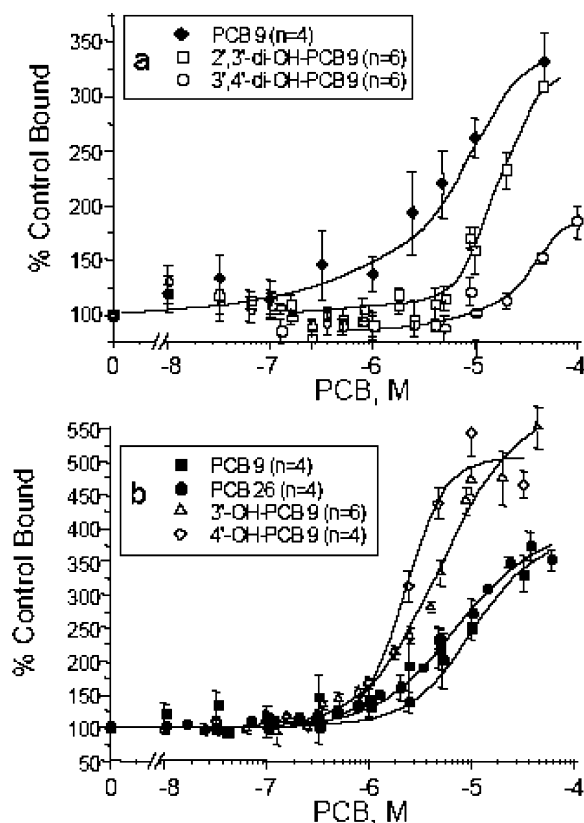 a
PCB 9 (n=4)
2',3'-di-OH-PCB 9 (n=6)
3',4'-di-OH-PCB 9 (n=6)
% Control Bound
350
300
250
200
150
100
0 -8 -7 -6 -5 -4
PCB, M
b
PCB 9 (n=4)
PCB 26 (n=4)
3'-OH-PCB 9 (n=6)
4'-OH-PCB 9 (n=4)
% Control Bound
550
500
450
400
350
300
250
200
150
100
50
0 -8 -7 -6 -5 -4
PCB, M